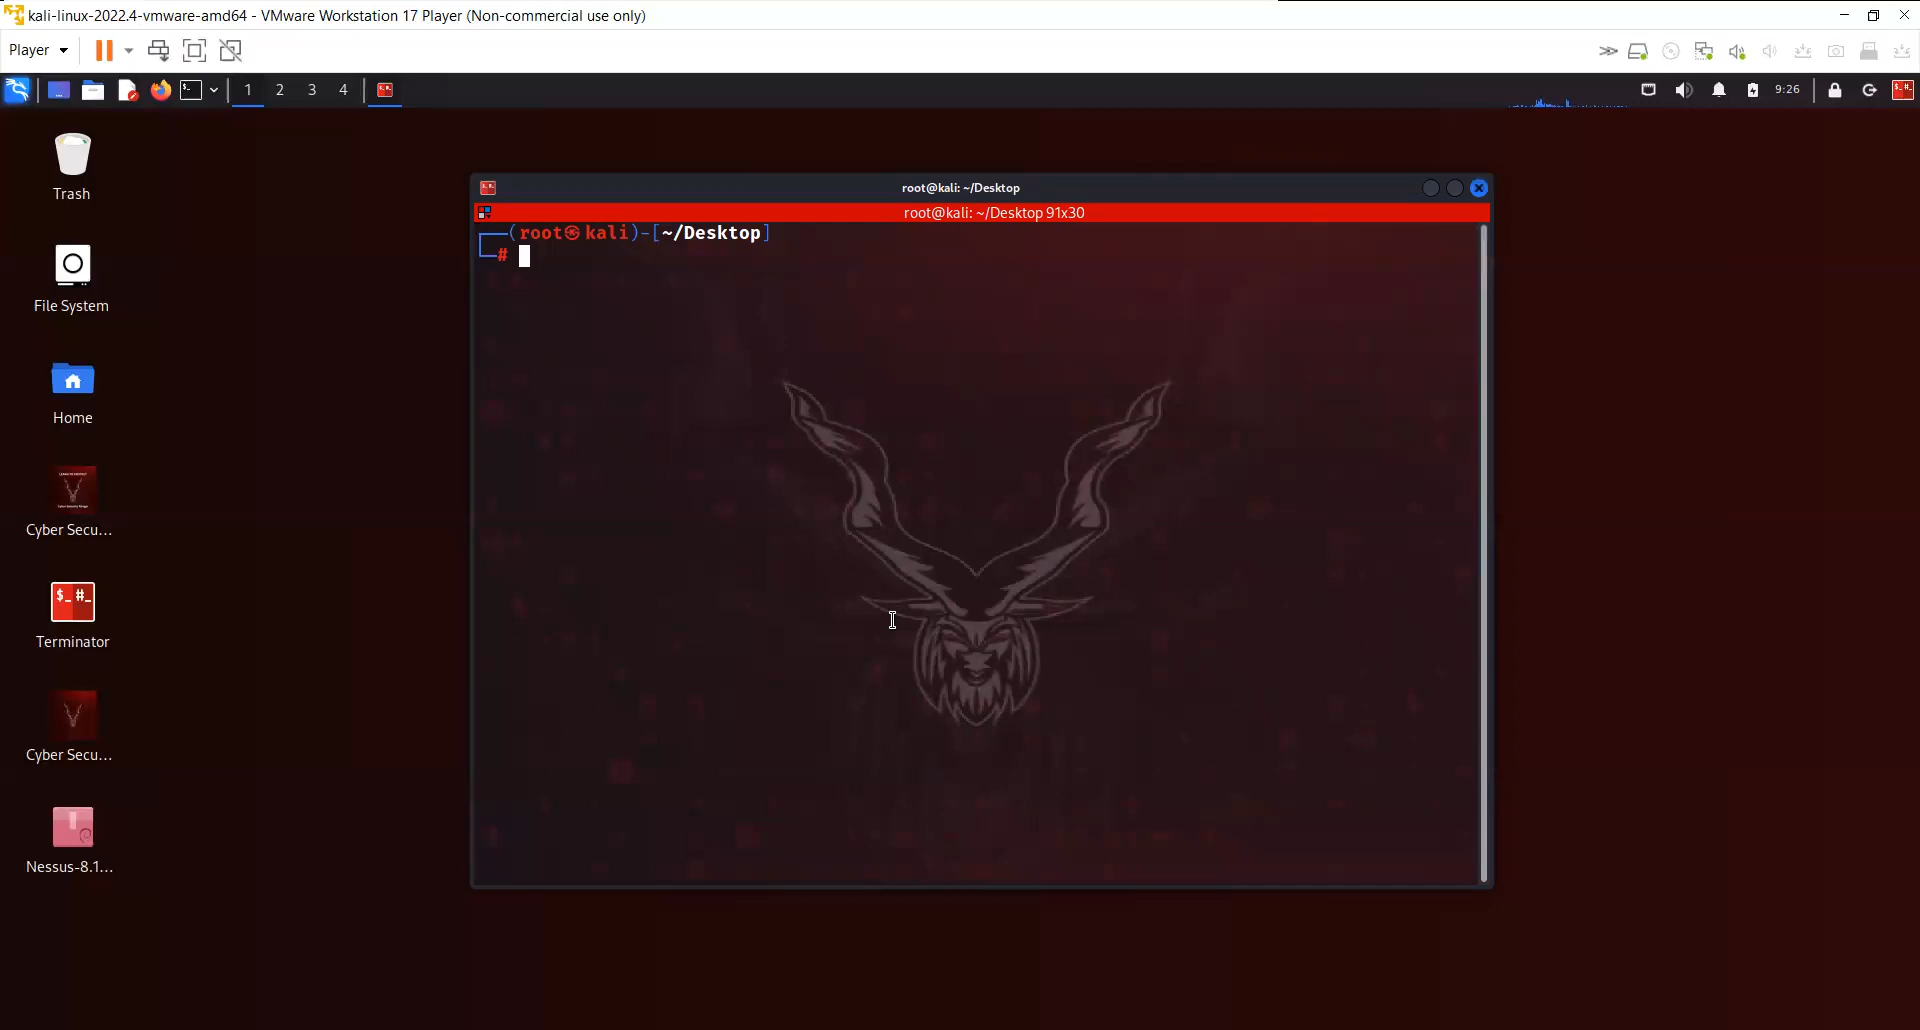 kali-linux-2022.4-vmware-amd64 - VMware Workstation 17 Player (Non-commercial use only)
Player
1 2 3 4
9:26
Trash
File System
Home
Cyber Secu...
Terminator
Cyber Secu...
Nessus-8.1...
root@kali: ~/Desktop
root@kali: ~/Desktop 91x30
(root㉿kali)-[~/Desktop]
#